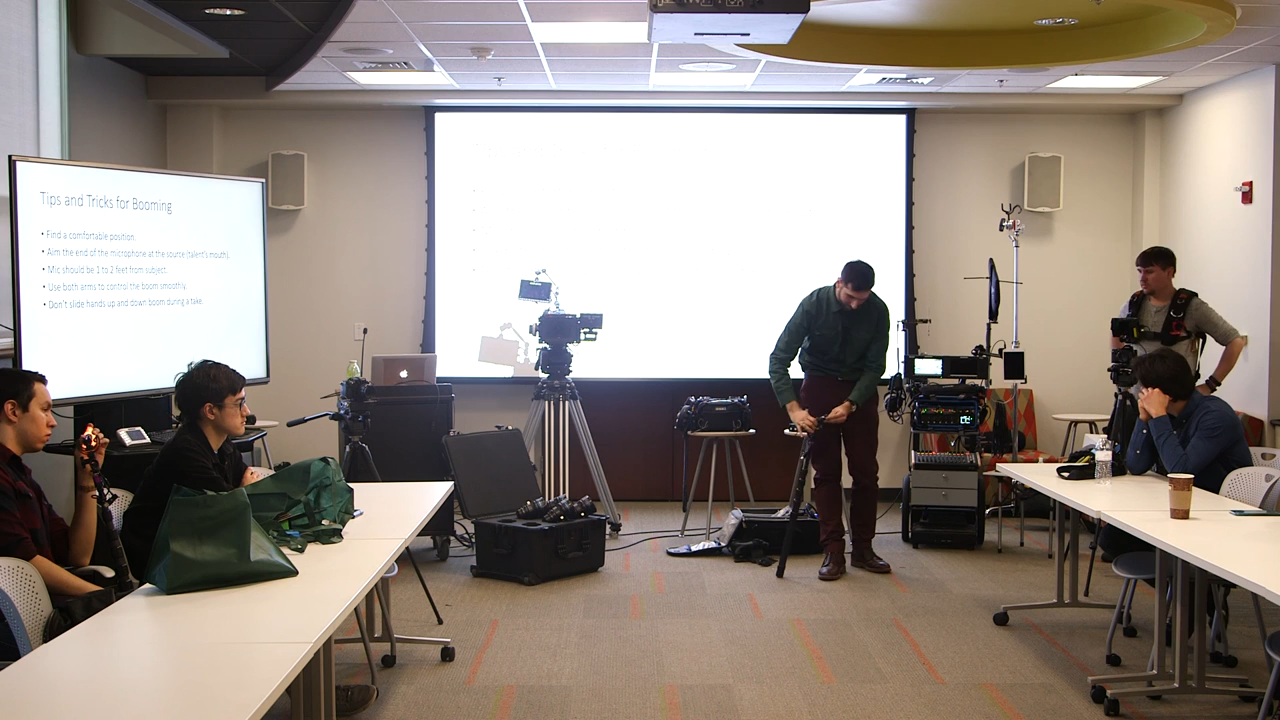 Tips and Tricks for Booming
• Find a comfortable position.
• Aim the end of the microphone at the source (talent's mouth).
• Mic should be 1 to 2 feet from subject.
• Use both arms to control the boom smoothly.
• Don't slide hands up and down boom during a take.